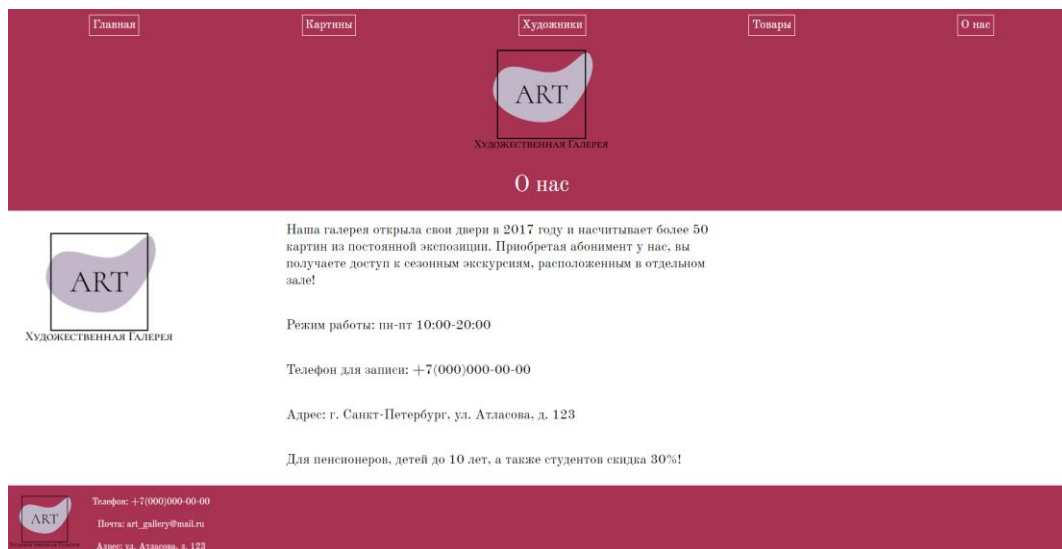 Главная Картины Художники Товары О нас
ART
Художественная Галерея
О нас
ART
Художественная Галерея
Наша галерея открыла свои двери в 2017 году и насчитывает более 50
картин из постоянной экспозиции. Приобретая абонимент у нас, вы
получаете доступ к сезонным экскурсиям, расположенным в отдельном
зале!
Режим работы: пн-пт 10:00-20:00
Телефон для записи: +7(000)000-00-00
Адрес: г. Санкт-Петербург, ул. Атласова, д. 123
Для пенсионеров, детей до 10 лет, а также студентов скидка 30%!
ART
Художественная Галерея
Телефон: +7(000)000-00-00
Почта: art_gallery@mail.ru
Адрес: ул. Атласова, д. 123